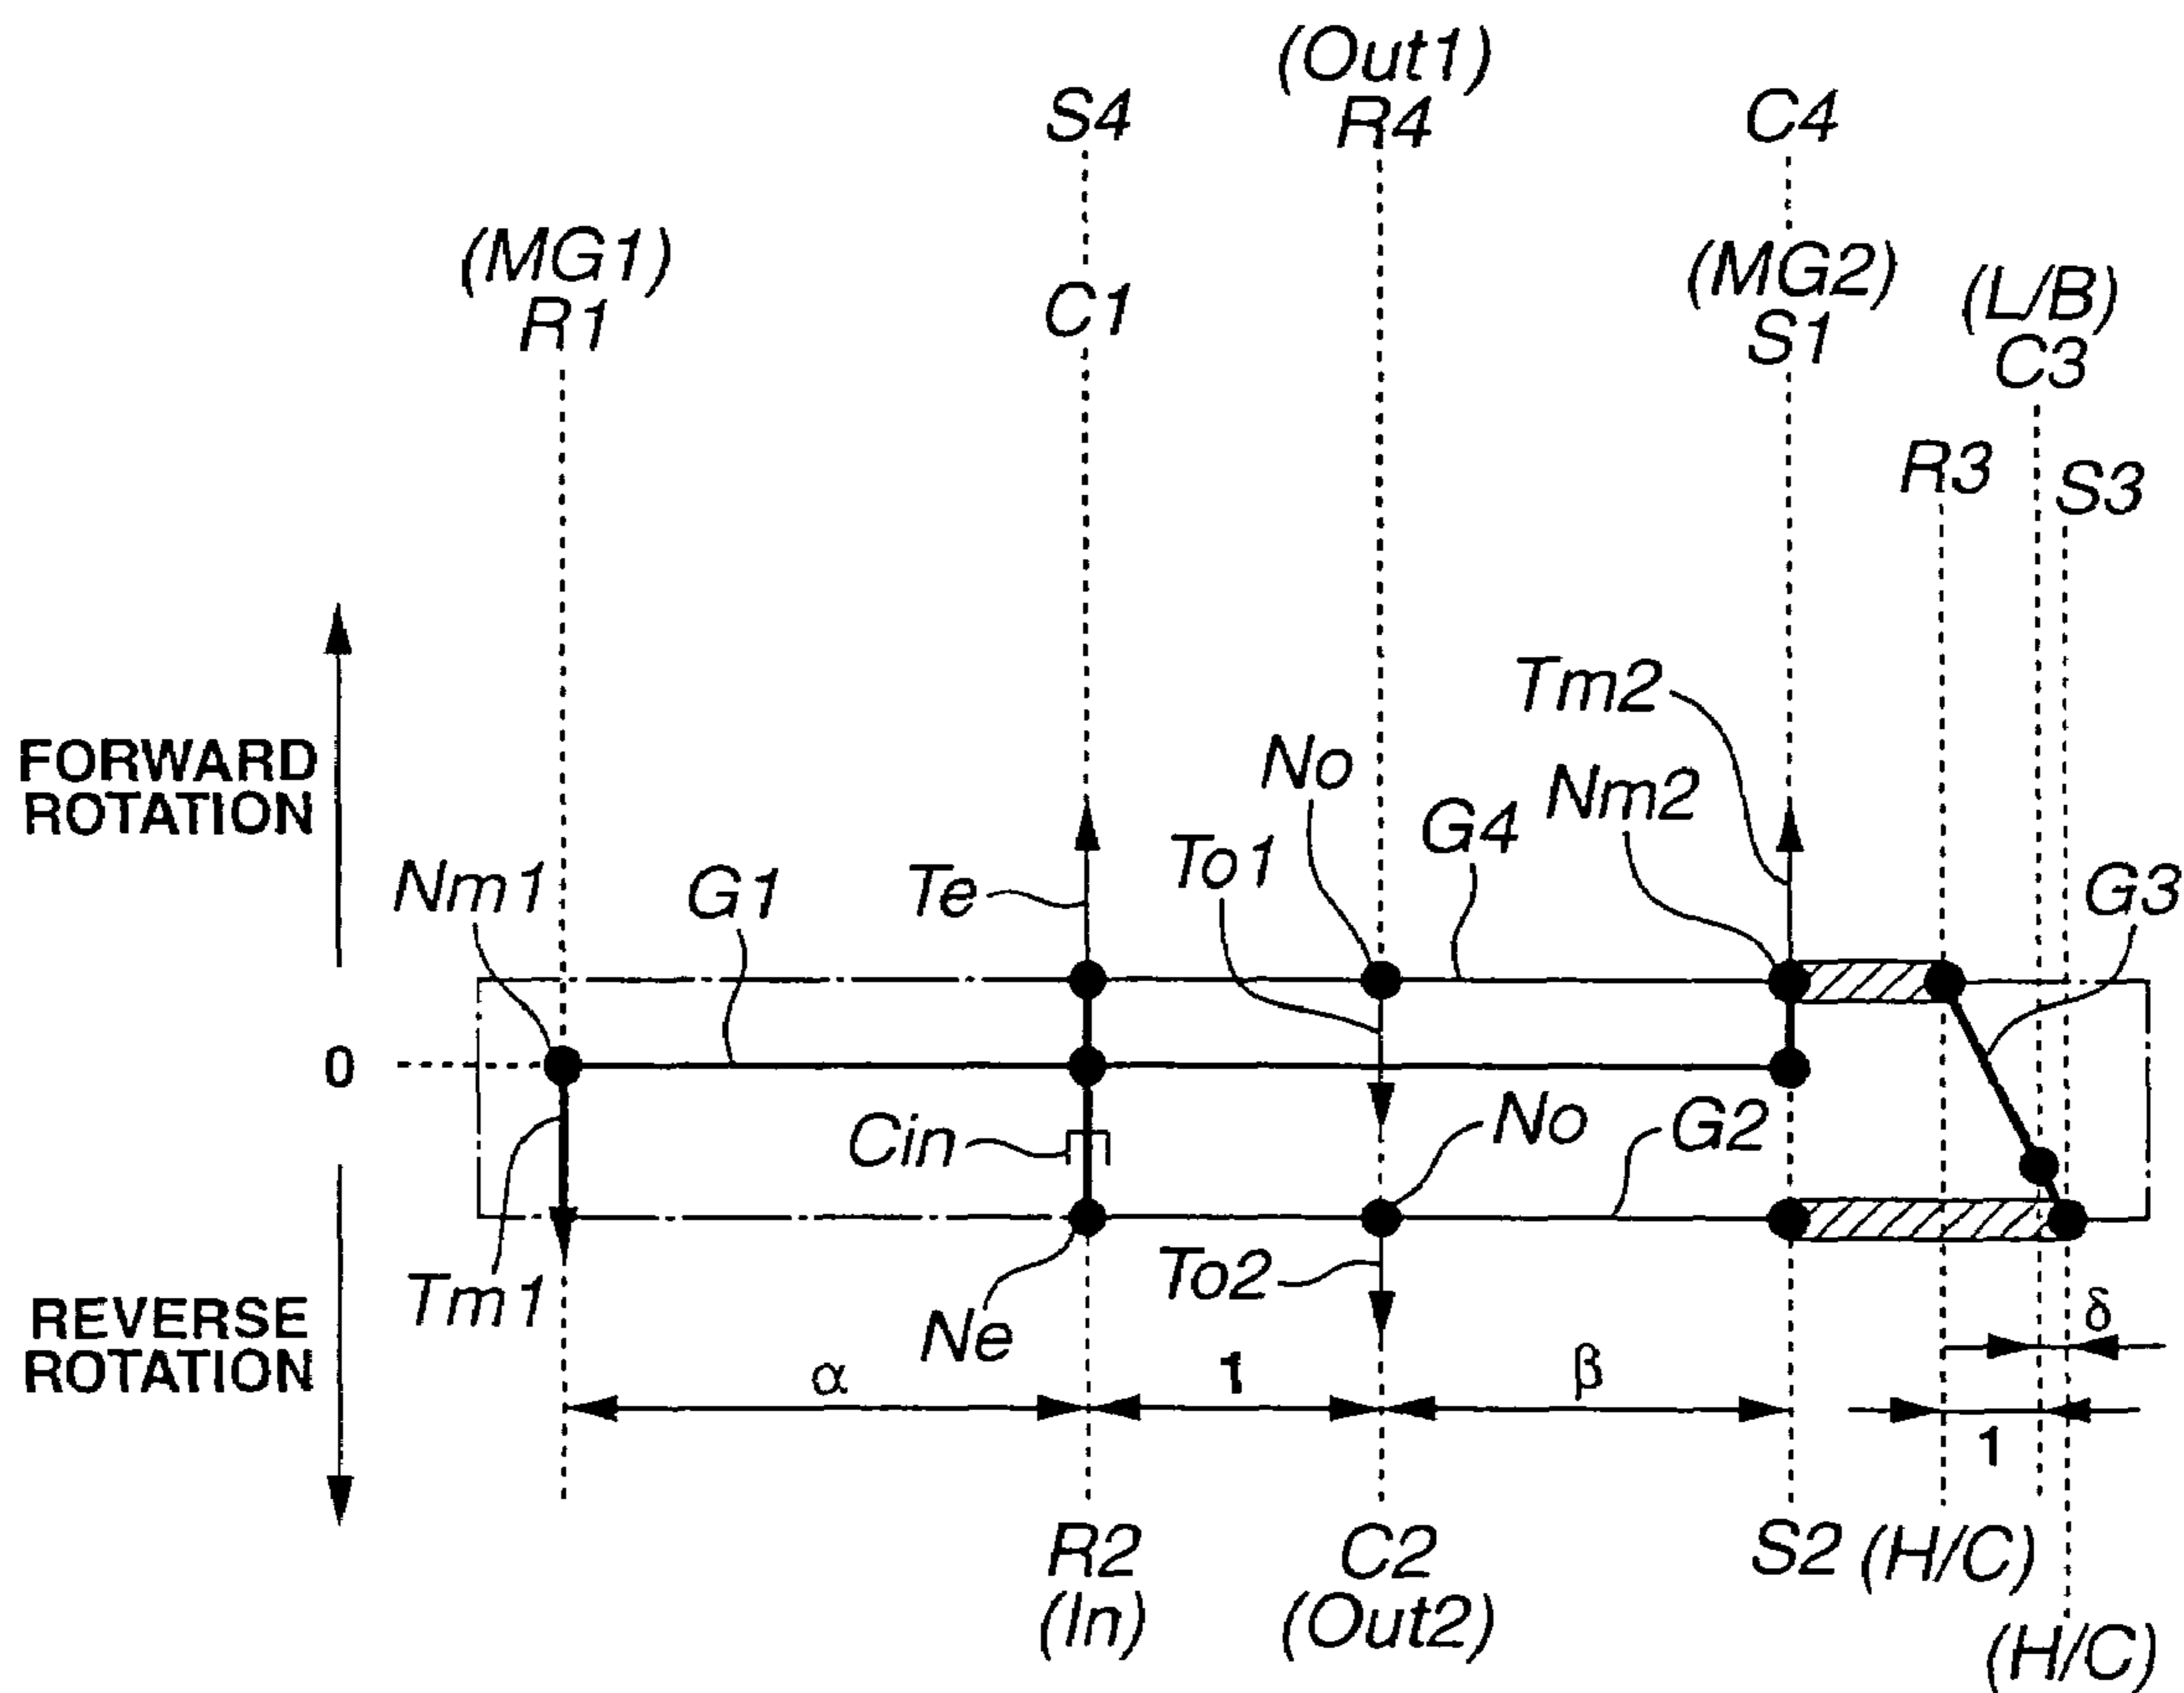 (Out1)
S4
R4
C4
(MG1)
R1
C1
(MG2)
S1
(L/B)
C3
R3
S3
Tm2
No
Nm2
FORWARD
ROTATION
G4
To1
Nm1
G1
Te
G3
0
Cin
No
G2
To2
Tm1
Ne
REVERSE
ROTATION
δ
α
1
β
1
R2
(In)
C2
(Out2)
S2
(H/C)
(H/C)